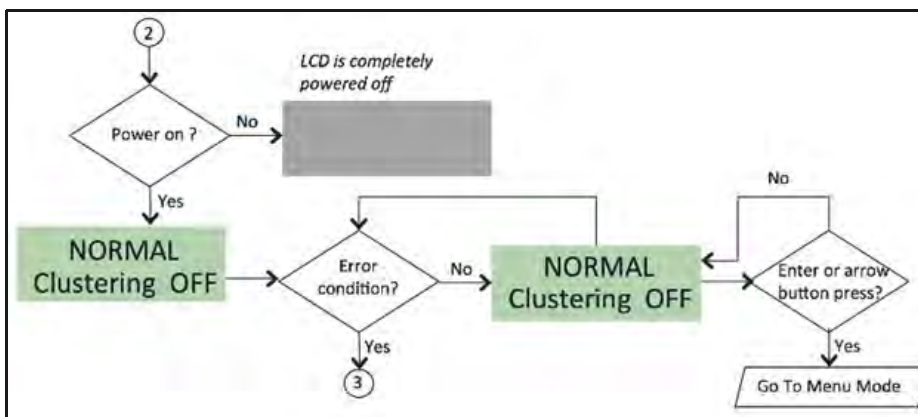 2
LCD is completely
powered off
Power on ?
No
Yes
NORMAL
Clustering OFF
Error
condition?
No
Yes
3
NORMAL
Clustering OFF
No
Enter or arrow
button press?
Yes
Go To Menu Mode